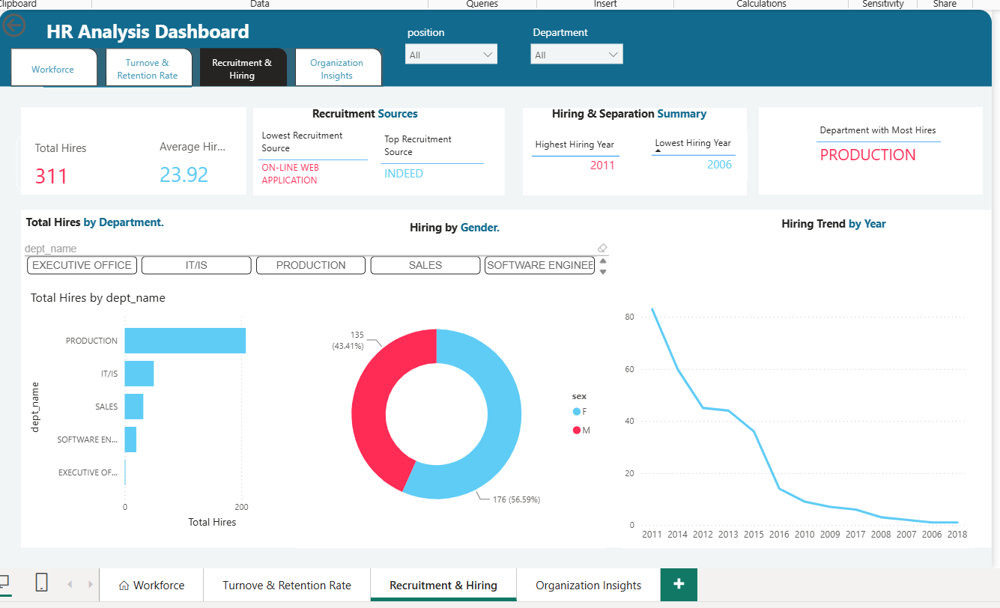 Clipboard
Data
Queries
Insert
Calculations
Sensitivity
Share
HR Analysis Dashboard
position
Department
All
All
Workforce
Turnove &
Retention Rate
Recruitment &
Hiring
Organization
Insights
Total Hires
311
Average Hir...
23.92
Recruitment Sources
Lowest Recruitment
Source
ON-LINE WEB
APPLICATION
Top Recruitment
Source
INDEED
Hiring & Separation Summary
Highest Hiring Year
2011
Lowest Hiring Year
2006
Department with Most Hires
PRODUCTION
Total Hires by Department.
Hiring by Gender.
Hiring Trend by Year
dept_name
EXECUTIVE OFFICE
IT/IS
PRODUCTION
SALES
SOFTWARE ENGINEE
Total Hires by dept_name
dept_name
PRODUCTION
IT/IS
SALES
SOFTWARE EN...
EXECUTIVE OF...
0
200
Total Hires
135
(43.41%)
176 (56.59%)
sex
F
M
80
60
40
20
0
2011 2014 2012 2013 2015 2016 2010 2009 2017 2008 2007 2006 2018
Workforce
Turnove & Retention Rate
Recruitment & Hiring
Organization Insights
+